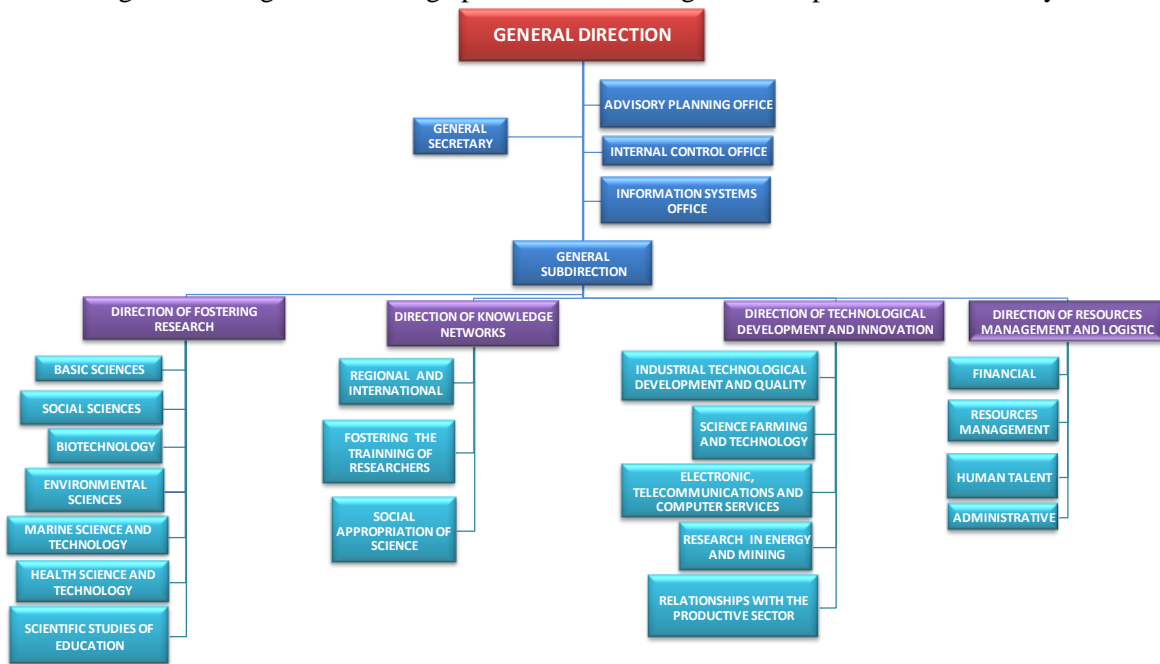 GENERAL DIRECTION
ADVISORY PLANNING OFFICE
GENERAL
SECRETARY
INTERNAL CONTROL OFFICE
INFORMATION SYSTEMS
OFFICE
GENERAL
SUBDIRECTION
DIRECTION OF FOSTERING
RESEARCH
BASIC SCIENCES
SOCIAL SCIENCES
BIOTECHNOLOGY
ENVIRONMENTAL
SCIENCES
MARINE SCIENCE AND
TECHNOLOGY
HEALTH SCIENCE AND
TECHNOLOGY
SCIENTIFIC STUDIES OF
EDUCATION
DIRECTION OF KNOWLEDGE
NETWORKS
REGIONAL AND
INTERNATIONAL
FOSTERING THE
TRAINNING OF
RESEARCHERS
SOCIAL
APPROPRIATION OF
SCIENCE
DIRECTION OF TECHNOLOGICAL
DEVELOPMENT AND INNOVATION
INDUSTRIAL TECHNOLOGICAL
DEVELOPMENT AND QUALITY
SCIENCE FARMING
AND TECHNOLOGY
ELECTRONIC,
TELECOMMUNICATIONS AND
COMPUTER SERVICES
RESEARCH IN ENERGY
AND MINING
RELATIONSHIPS WITH THE
PRODUCTIVE SECTOR
DIRECTION OF RESOURCES
MANAGEMENT AND LOGISTIC
FINANCIAL
RESOURCES
MANAGEMENT
HUMAN TALENT
ADMINISTRATIVE